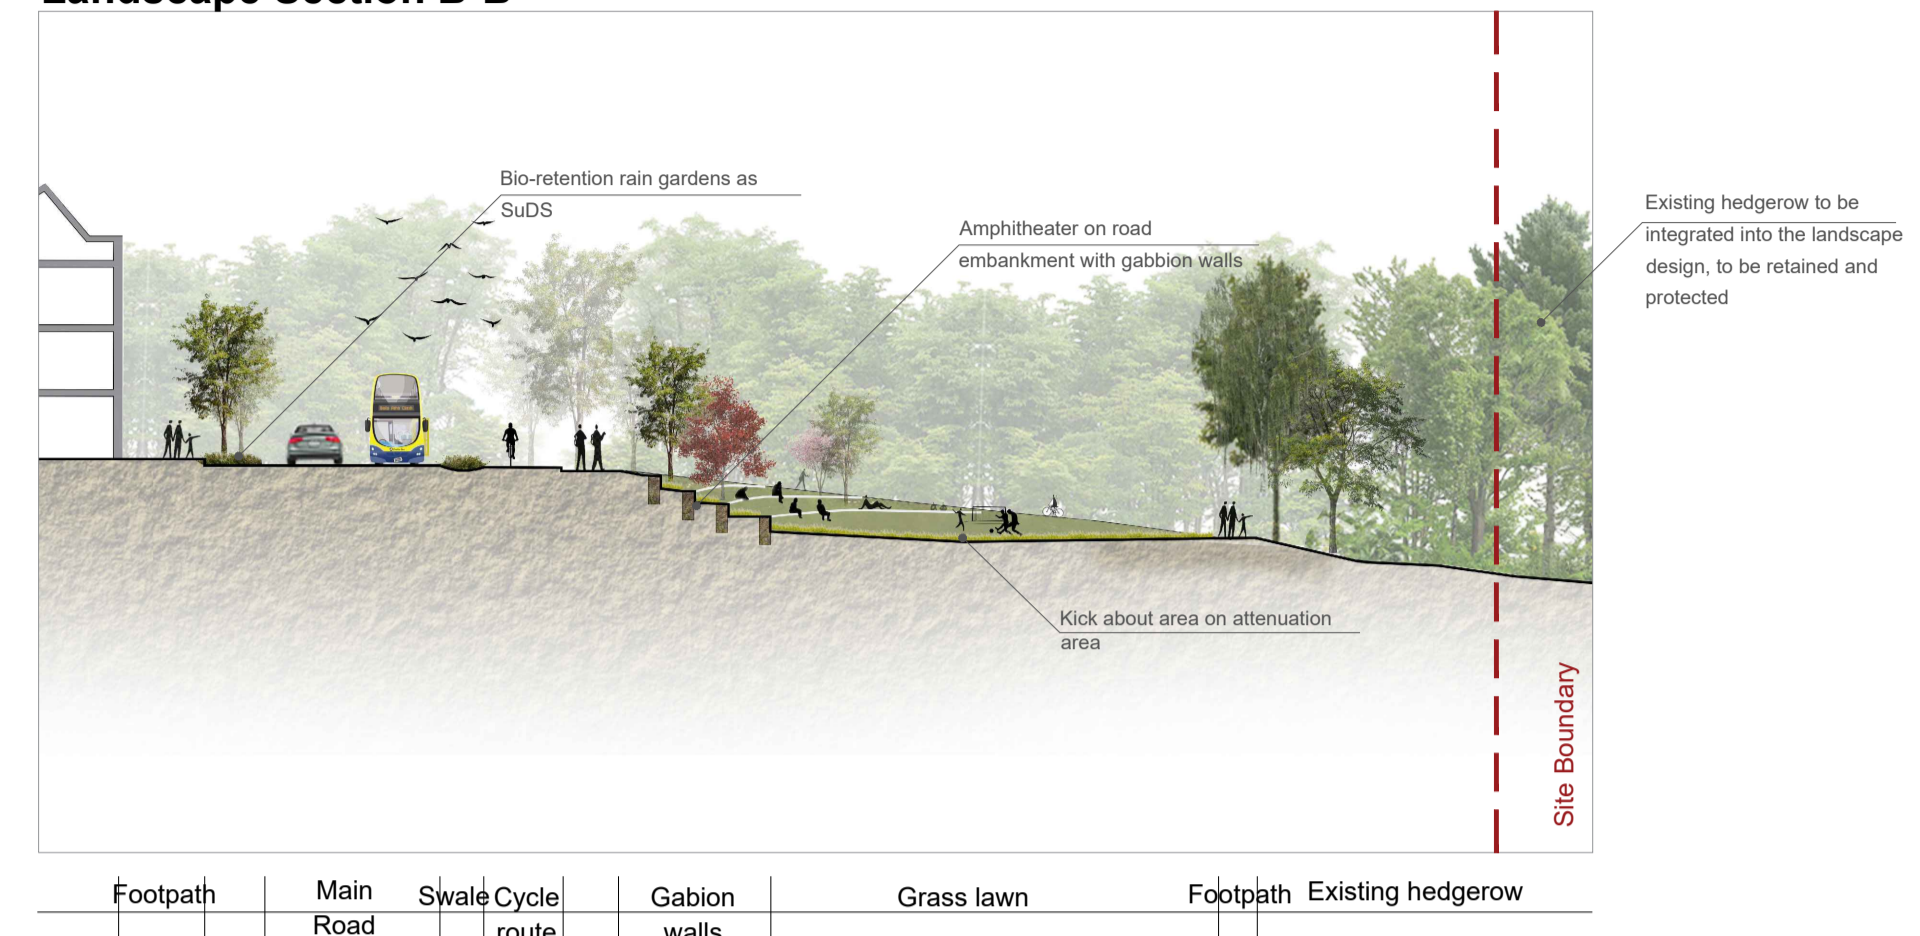 Landscape Section B-B
Bio-retention rain gardens as
SuDS
Amphitheater on road
embankment with gabbion walls
Existing hedgerow to be
integrated into the landscape
design, to be retained and
protected
Kick about area on attenuation
area
Site Boundary
Footpath
Main
Road
Swale
Cycle
route
Gabion
walls
Grass lawn
Footpath
Existing hedgerow